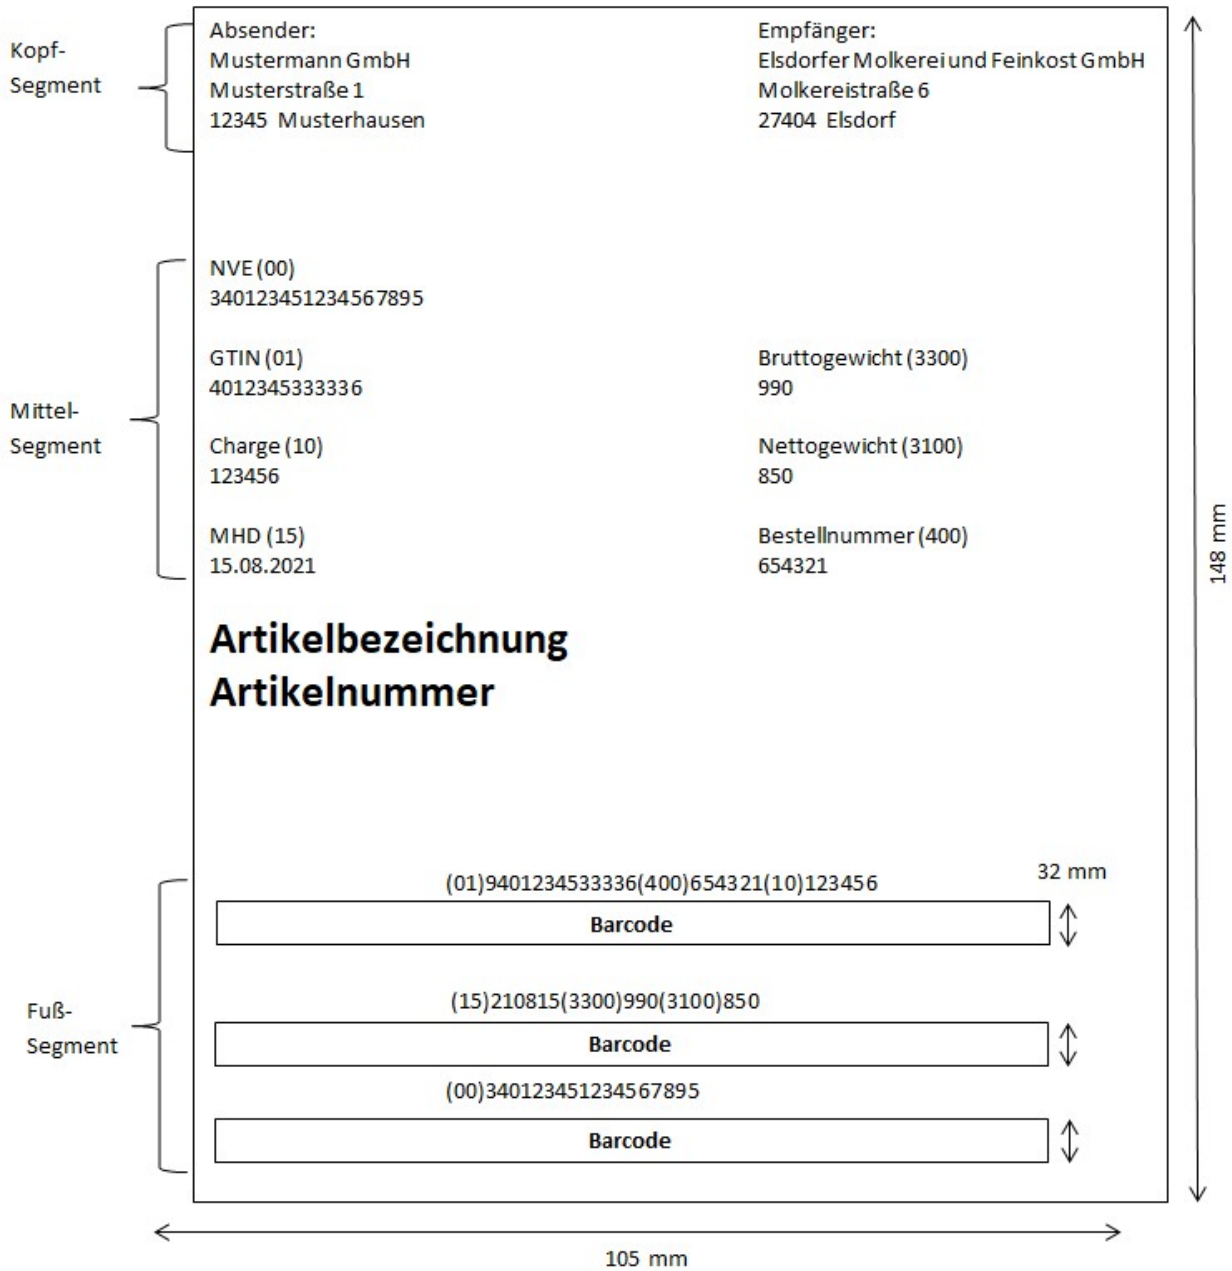 Kopf-
Segment
Absender:
Mustermann GmbH
Musterstraße 1
12345 Musterhausen
Empfänger:
Elsdorfer Molkerei und Feinkost GmbH
Molkereistraße 6
27404 Elsdorf
Mittel-
Segment
NVE (00)
340123451234567895
GTIN (01)
4012345333336
Bruttogewicht (3300)
990
Charge (10)
123456
Nettogewicht (3100)
850
MHD (15)
15.08.2021
Bestellnummer (400)
654321
148 mm
Artikelbezeichnung
Artikelnummer
Fuß-
Segment
(01)9401234533336(400)654321(10)123456
32 mm
Barcode
(15)210815(3300)990(3100)850
Barcode
(00)340123451234567895
Barcode
105 mm